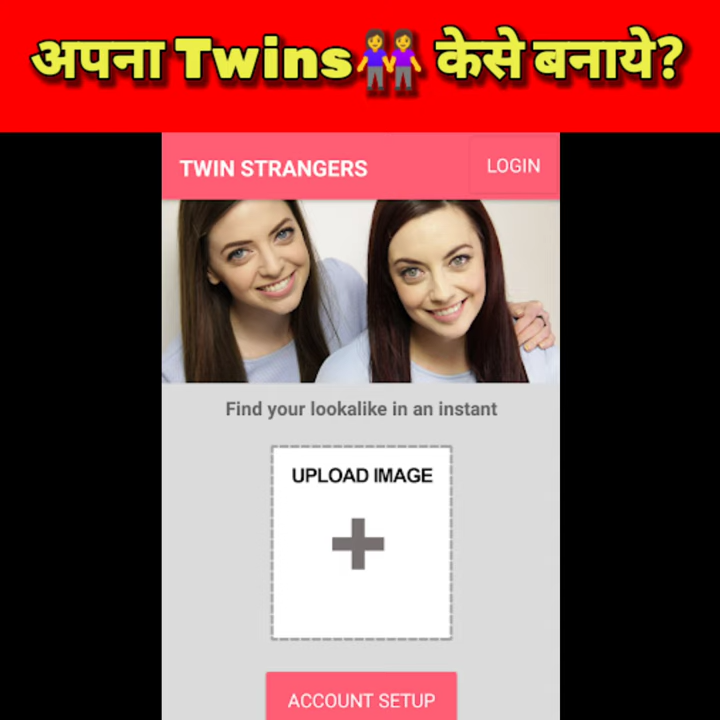 अपना Twins👭 केसे बनाये?
TWIN STRANGERS
LOGIN
Find your lookalike in an instant
UPLOAD IMAGE
ACCOUNT SETUP